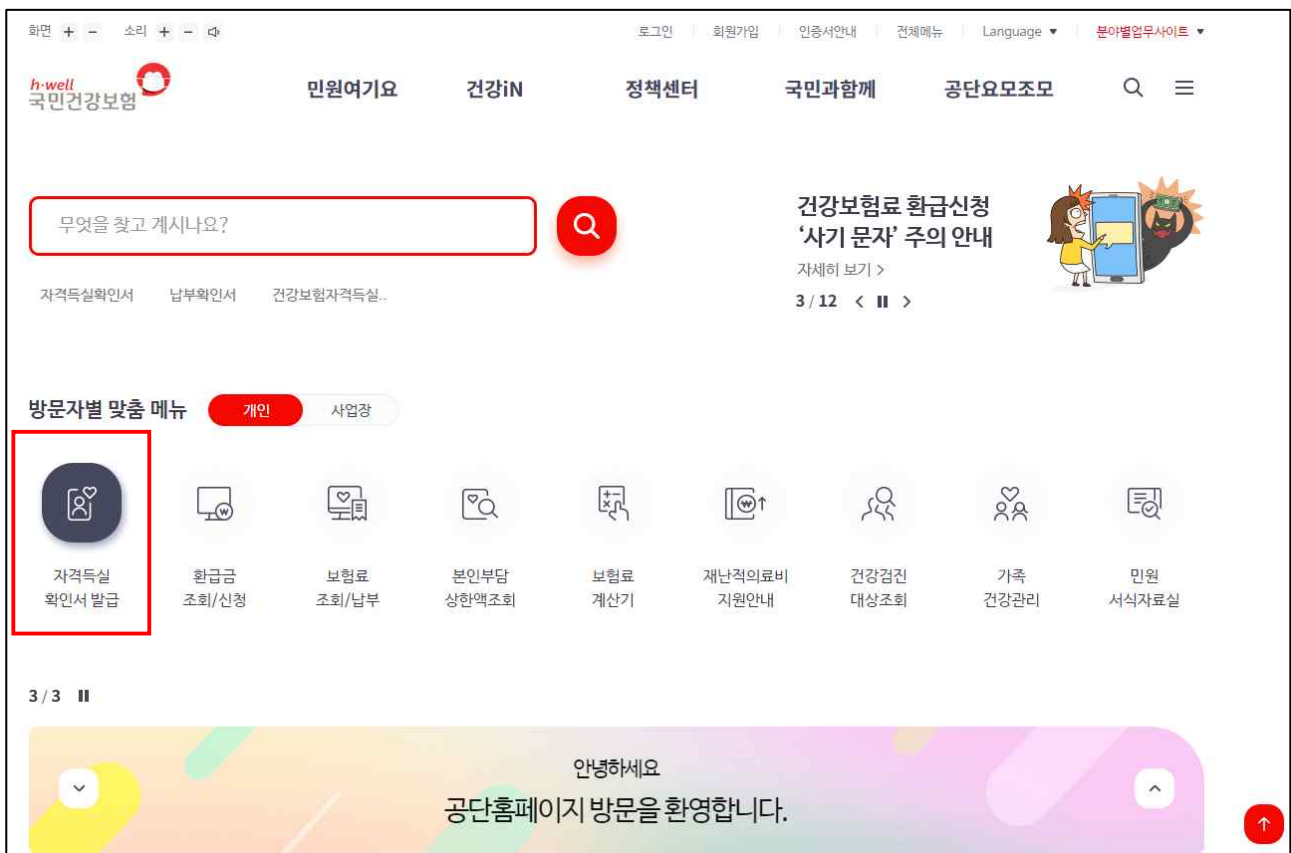 화면 + - 소리 + -
로그인 회원가입 인증서안내 전체메뉴 Language ▼ 분야별업무사이트 ▼
h·well
국민건강보험
민원여기요 건강iN 정책센터 국민과함께 공단요모조모
무엇을 찾고 계시나요?
자격득실확인서 납부확인서 건강보험자격득실..
건강보험료 환급신청
‘사기 문자’ 주의 안내
자세히 보기 >
3 / 12 < II >
방문자별 맞춤 메뉴 개인 사업장
자격득실
확인서 발급
환급금
조회/신청
보험료
조회/납부
본인부담
상한액조회
보험료
계산기
재난적의료비
지원안내
건강검진
대상조회
가족
건강관리
민원
서식자료실
3 / 3 II
안녕하세요
공단홈페이지 방문을 환영합니다.